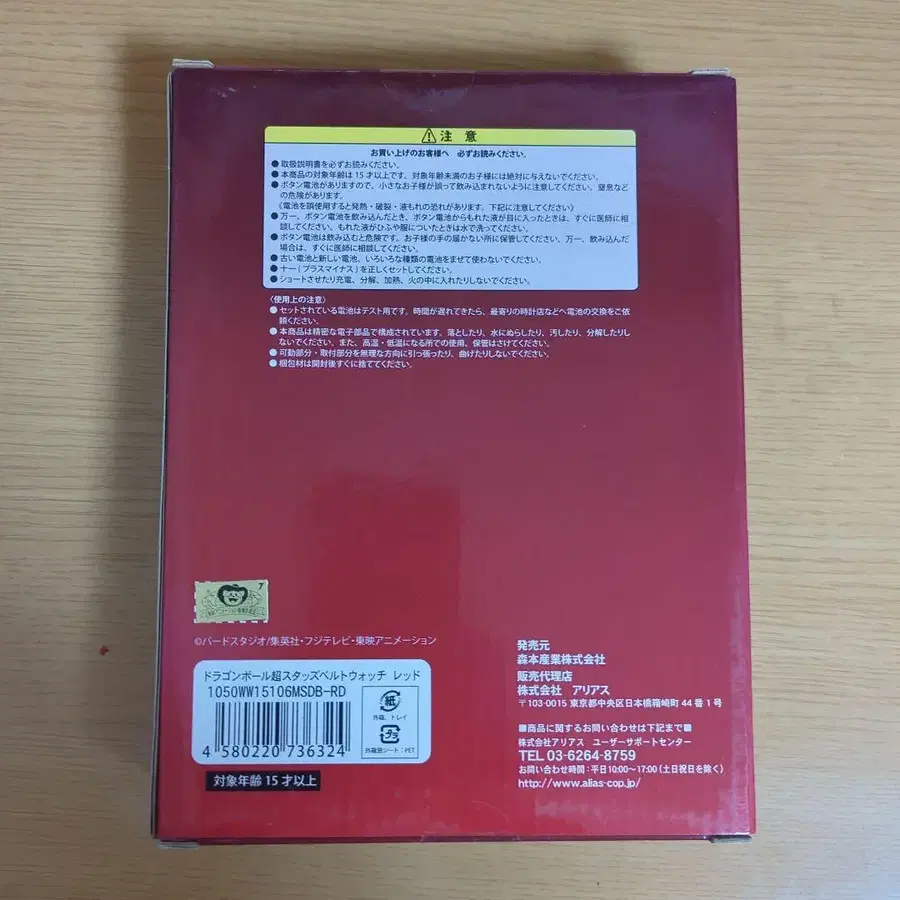 ⚠注 意
お買い上げのお客様へ 必ずお読みください。
●取扱説明書を必ずお読みください。
●本商品の対象年齢は15才以上です。対象年齢未満のお子様には絶対に与えないでください。
●ボタン電池がありますので、小さなお子様が誤って飲み込まれないように注意してください。窒息など
の危険があります。
《電池を誤使用すると発熱・破裂・液もれの恐れがあります。下記に注意してください》
●万一、ボタン電池を飲み込んだとき、ボタン電池からもれた液が目に入ったときは、すぐに医師に相
談してください。もれた液がひふや服についたときは水で洗ってください。
●ボタン電池は飲み込むと危険です。お子様の手の届かない所に保管してください、万一、飲み込んだ
場合は、すぐに医師に相談してください。
●古い電池と新しい電池、いろいろな種類の電池をまぜて使わないでください。
●十一(プラスマイナス)を正しくセットしてください。
●ショートさせたり充電、分解、加熱、火の中に入れたりしないでください。
〈使用上の注意〉
●セットされている電池はテスト用です。時間が遅れてきたら、最寄りの時計店などへ電池の交換をご依
頼ください。
●本商品は精密な電子部品で構成されています。落としたり、水にぬらしたり、汚したり、分解したりし
ないでください。また、高温・低温になる所での使用、保管はさけてください。
●可動部分・取付部分を無理な方向に引っ張ったり、曲げたりしないでください。
●梱包材は開封後すぐに捨ててください。
7
©バードスタジオ/集英社・フジテレビ・東映アニメーション
ドラゴンボール超スタッズベルトウォッチ レッド
1050WW15106MSDB-RD
4 580220 736324
紙
外箱、トレイ
プラ
外箱窓シート:PET
対象年齢 15 才以上
発売元
森本産業株式会社
販売代理店
株式会社 アリアス
〒103-0015 東京都中央区日本橋箱崎町 44 番 1 号
■商品に関するお問い合わせは下記まで■
株式会社アリアス ユーザーサポートセンター
TEL 03-6264-8759
お問い合わせ時間:平日10:00~17:00(土日祝日を除く)
http://www.alias-cop.jp/